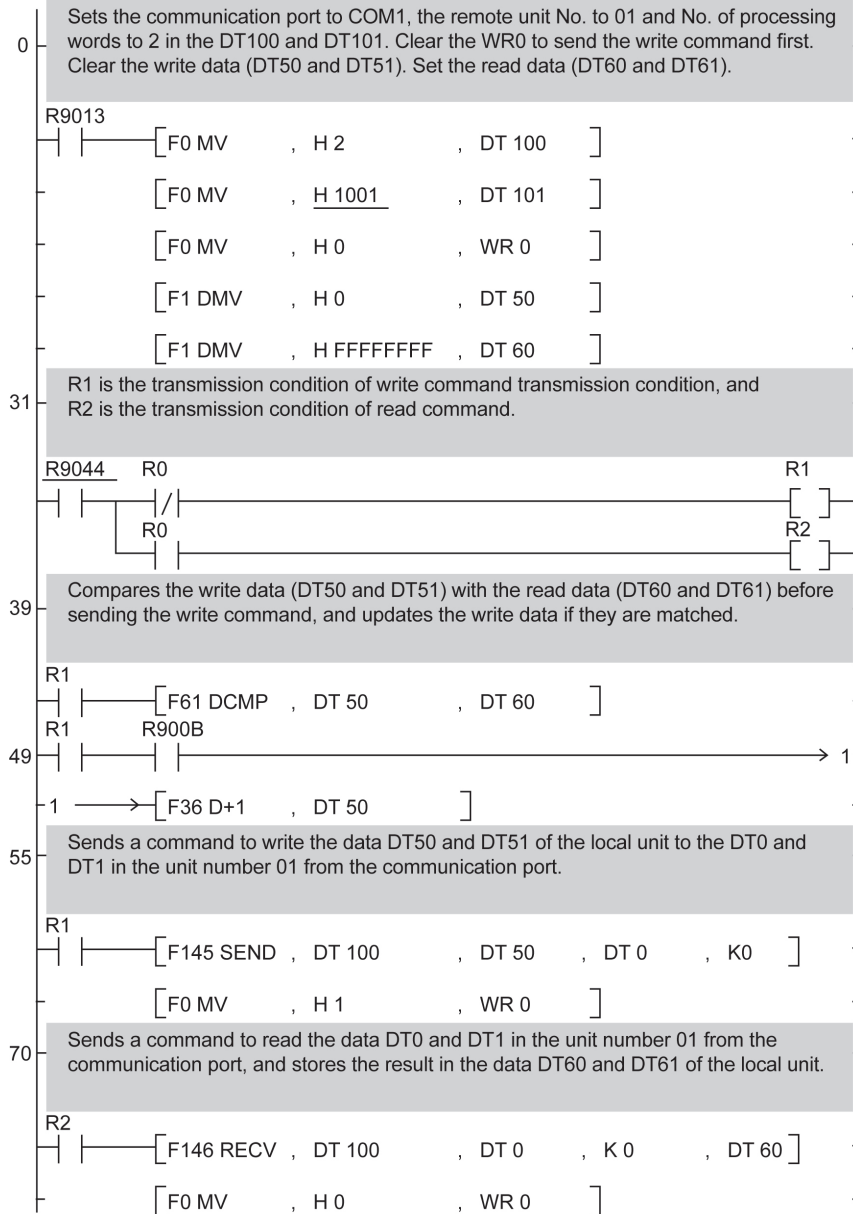 Sets the communication port to COM1, the remote unit No. to 01 and No. of processing
0 words to 2 in the DT100 and DT101. Clear the WR0 to send the write command first.
Clear the write data (DT50 and DT51). Set the read data (DT60 and DT61).
R9013
F0 MV , H 2 , DT 100
F0 MV , H 1001 , DT 101
F0 MV , H 0 , WR 0
F1 DMV , H 0 , DT 50
F1 DMV , H FFFFFFFF , DT 60
R1 is the transmission condition of write command transmission condition, and
31 R2 is the transmission condition of read command.
R9044 R0 R1
R0 R2
Compares the write data (DT50 and DT51) with the read data (DT60 and DT61) before
39 sending the write command, and updates the write data if they are matched.
R1
F61 DCMP , DT 50 , DT 60
R1 R900B
49 1
1 F36 D+1 , DT 50
Sends a command to write the data DT50 and DT51 of the local unit to the DT0 and
55 DT1 in the unit number 01 from the communication port.
R1
F145 SEND , DT 100 , DT 50 , DT 0 , K0
F0 MV , H 1 , WR 0
Sends a command to read the data DT0 and DT1 in the unit number 01 from the
70 communication port, and stores the result in the data DT60 and DT61 of the local unit.
R2
F146 RECV , DT 100 , DT 0 , K 0 , DT 60
F0 MV , H 0 , WR 0